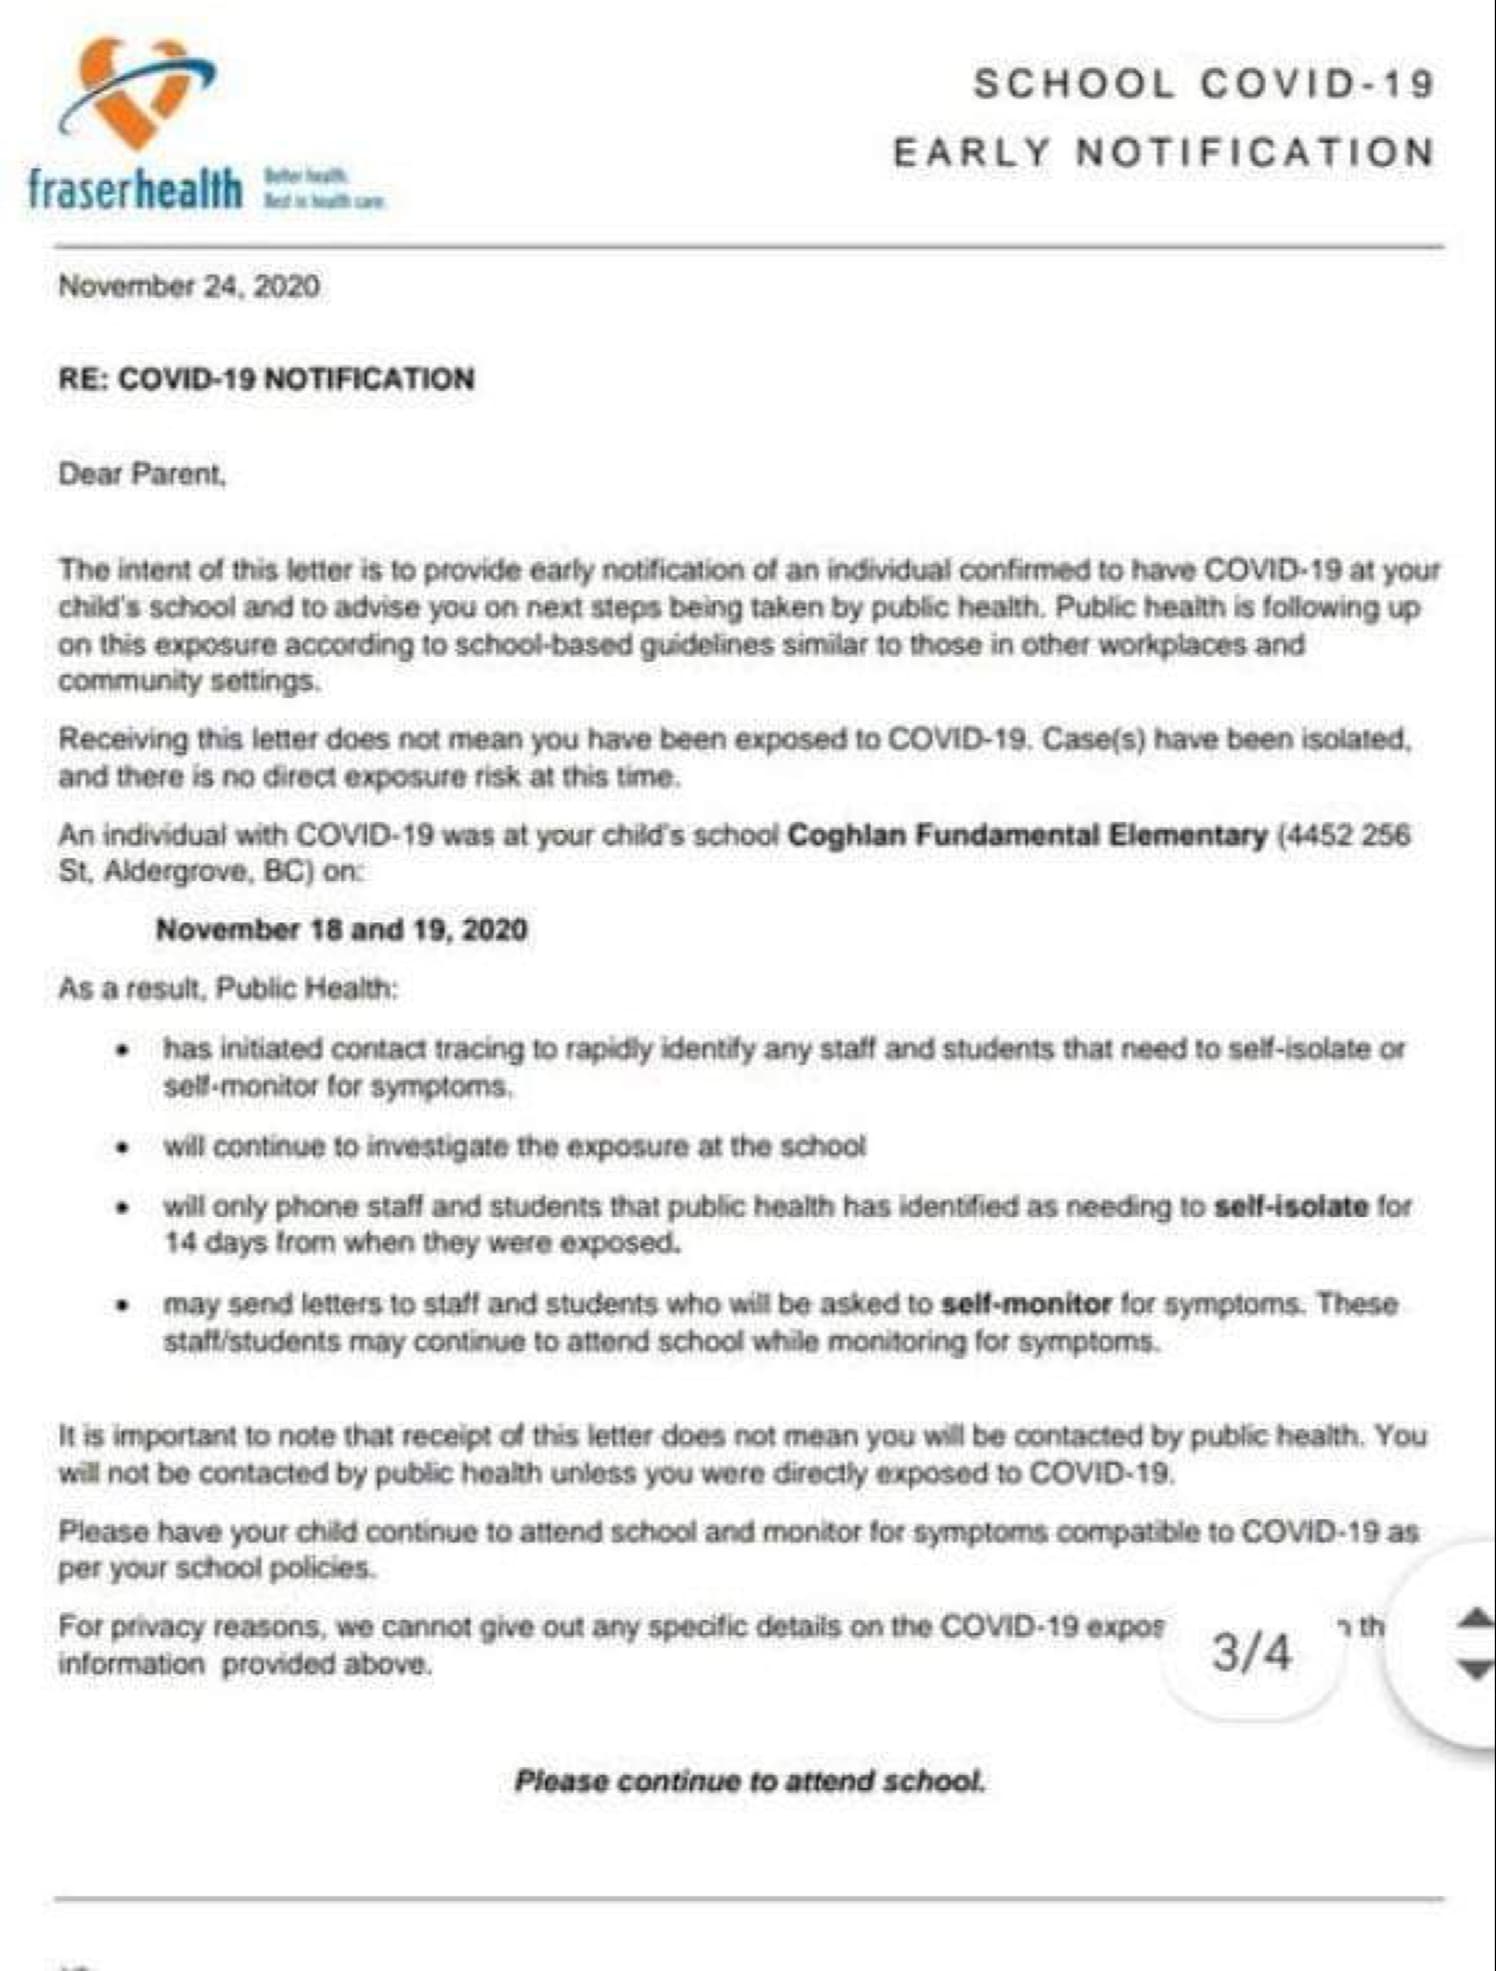 SCHOOL COVID-19
EARLY NOTIFICATION
fraserhealth
Better health.
Best in health care.
November 24, 2020
RE: COVID-19 NOTIFICATION
Dear Parent,
The intent of this letter is to provide early notification of an individual confirmed to have COVID-19 at your
child's school and to advise you on next steps being taken by public health. Public health is following up
on this exposure according to school-based guidelines similar to those in other workplaces and
community settings.
Receiving this letter does not mean you have been exposed to COVID-19. Case(s) have been isolated,
and there is no direct exposure risk at this time.
An individual with COVID-19 was at your child's school Coghlan Fundamental Elementary (4452 256
St, Aldergrove, BC) on:
November 18 and 19, 2020
As a result, Public Health:
• has initiated contact tracing to rapidly identify any staff and students that need to self-isolate or
self-monitor for symptoms.
• will continue to investigate the exposure at the school
• will only phone staff and students that public health has identified as needing to self-isolate for
14 days from when they were exposed.
• may send letters to staff and students who will be asked to self-monitor for symptoms. These
staff/students may continue to attend school while monitoring for symptoms.
It is important to note that receipt of this letter does not mean you will be contacted by public health. You
will not be contacted by public health unless you were directly exposed to COVID-19.
Please have your child continue to attend school and monitor for symptoms compatible to COVID-19 as
per your school policies.
For privacy reasons, we cannot give out any specific details on the COVID-19
information provided above.
3/4
Please continue to attend school.